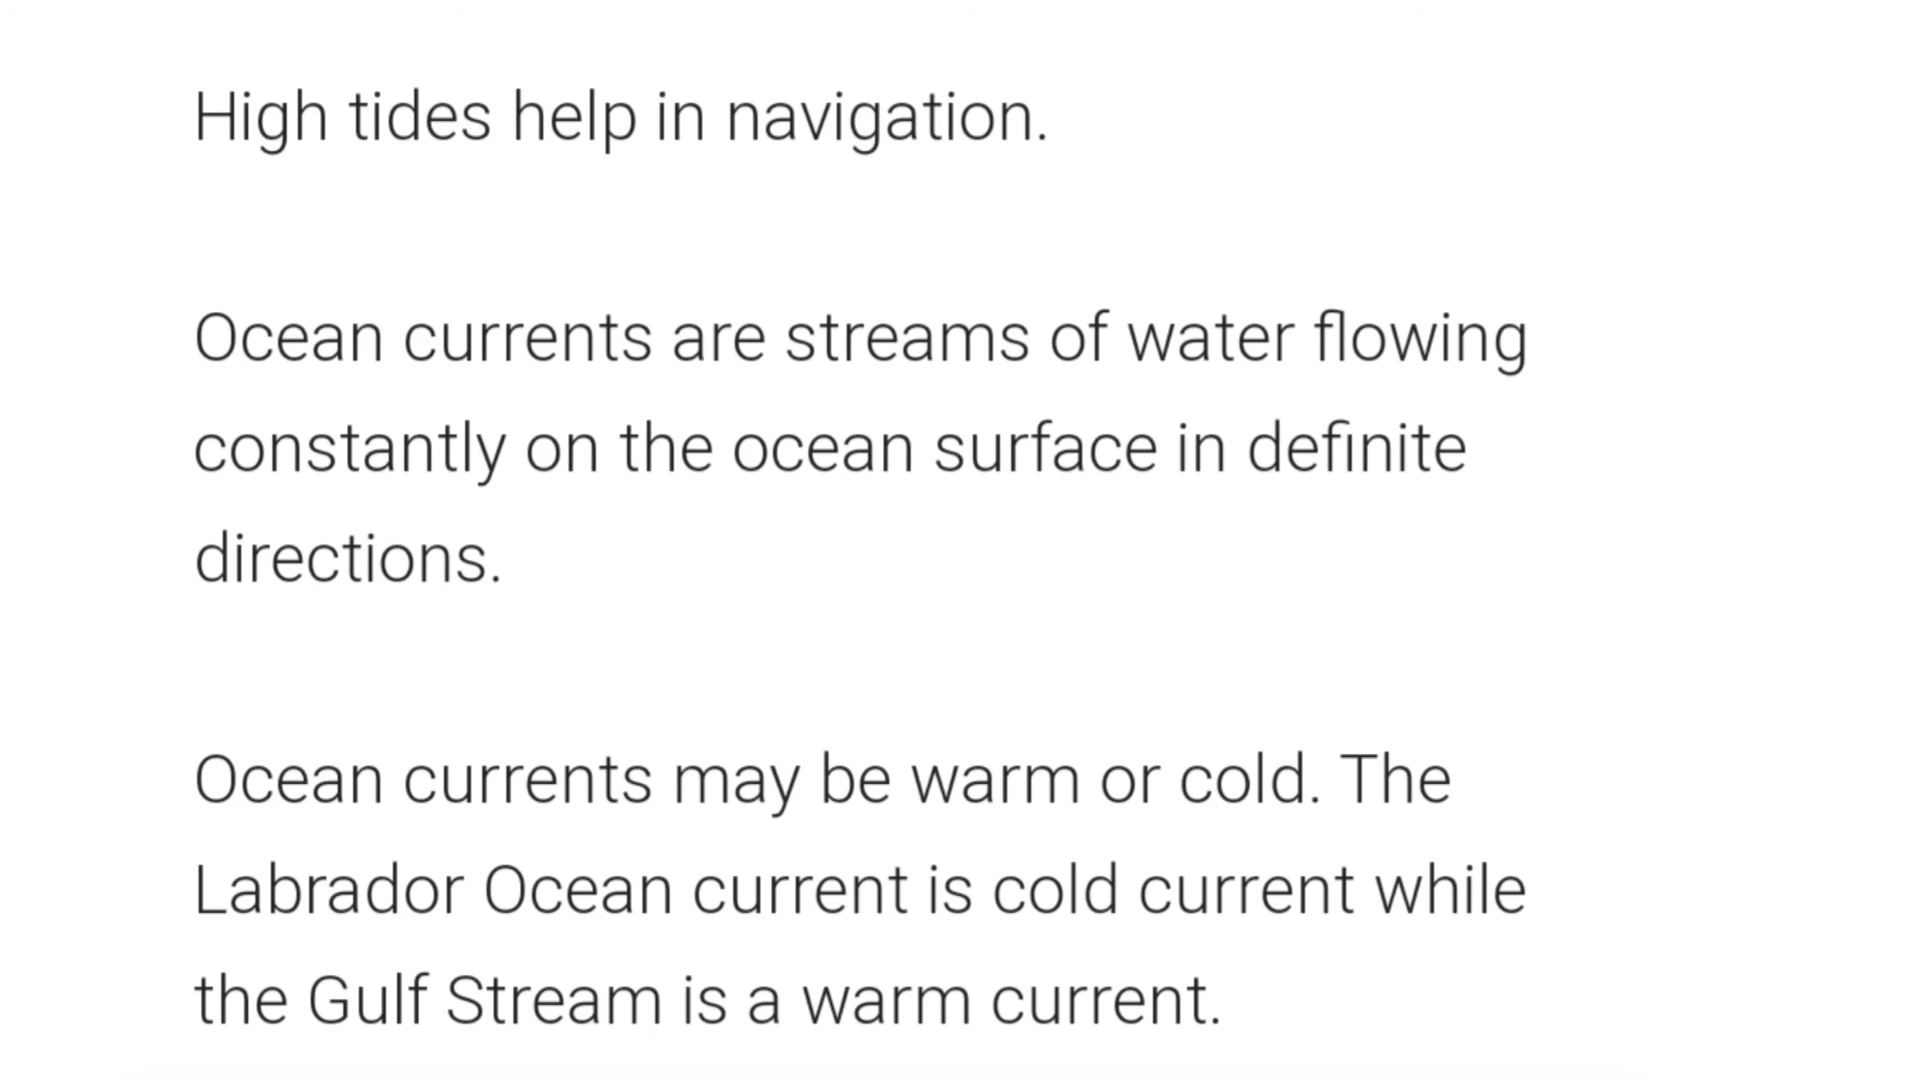 High tides help in navigation.
Ocean currents are streams of water flowing
constantly on the ocean surface in definite
directions.
Ocean currents may be warm or cold. The
Labrador Ocean current is cold current while
the Gulf Stream is a warm current.